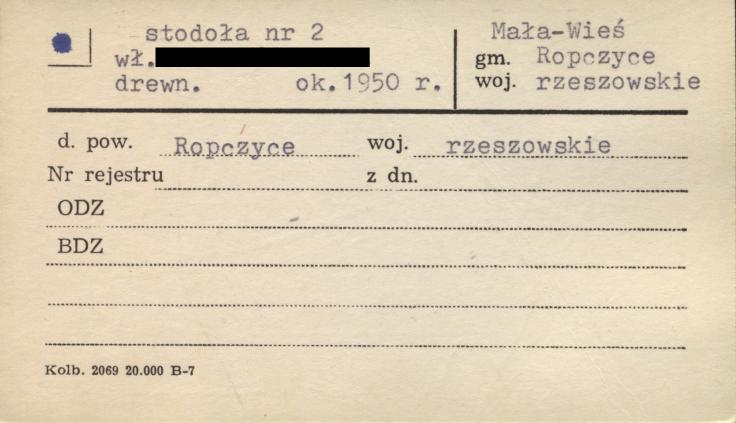 stodoła nr 2
wł.
drewn. ok.1950 r.
Mała-Wieś
gm. Ropczyce
woj. rzeszowskie
d. pow. Ropczyce woj. rzeszowskie
Nr rejestru z dn.
ODZ
BDZ
Kolb. 2069 20.000 B-7